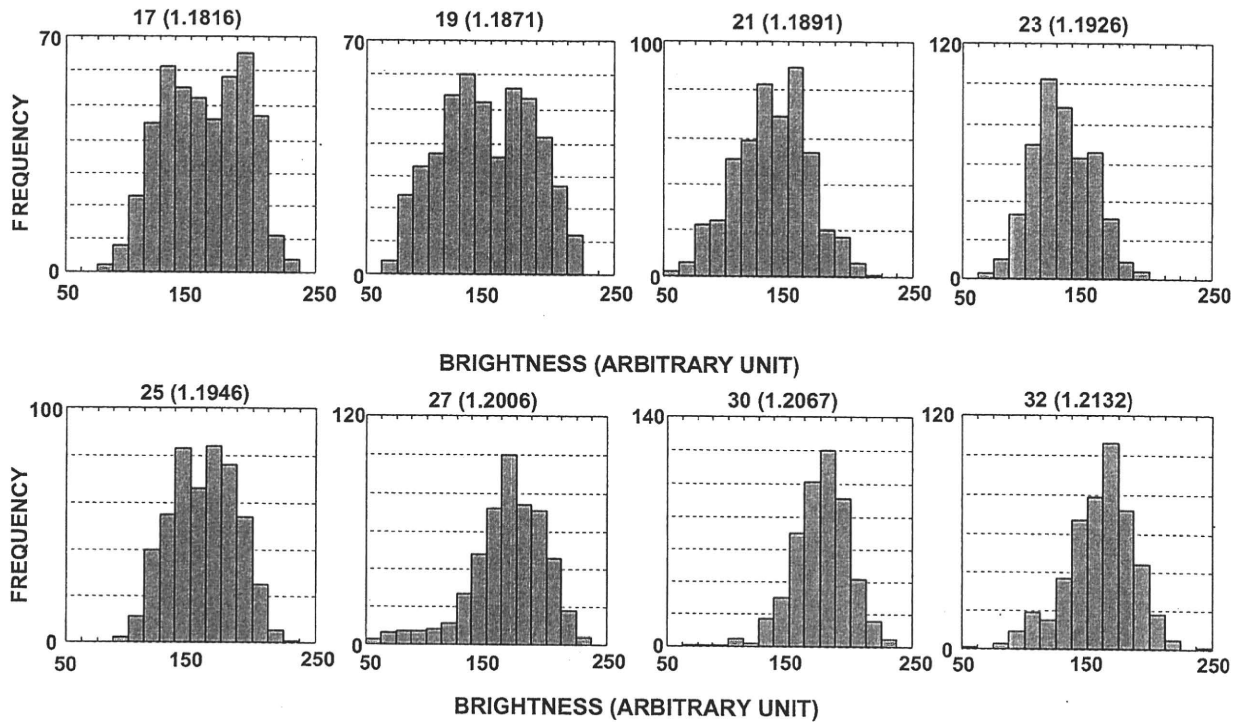 17 (1.1816) 19 (1.1871) 21 (1.1891) 23 (1.1926)
70 70 100 120
FREQUENCY
0 0 0 0
50 150 250 50 150 250 50 150 250 50 150 250
BRIGHTNESS (ARBITRARY UNIT)
25 (1.1946) 27 (1.2006) 30 (1.2067) 32 (1.2132)
100 120 140 120
FREQUENCY
0 0 0 0
50 150 250 50 150 250 50 150 250 50 150 250
BRIGHTNESS (ARBITRARY UNIT)